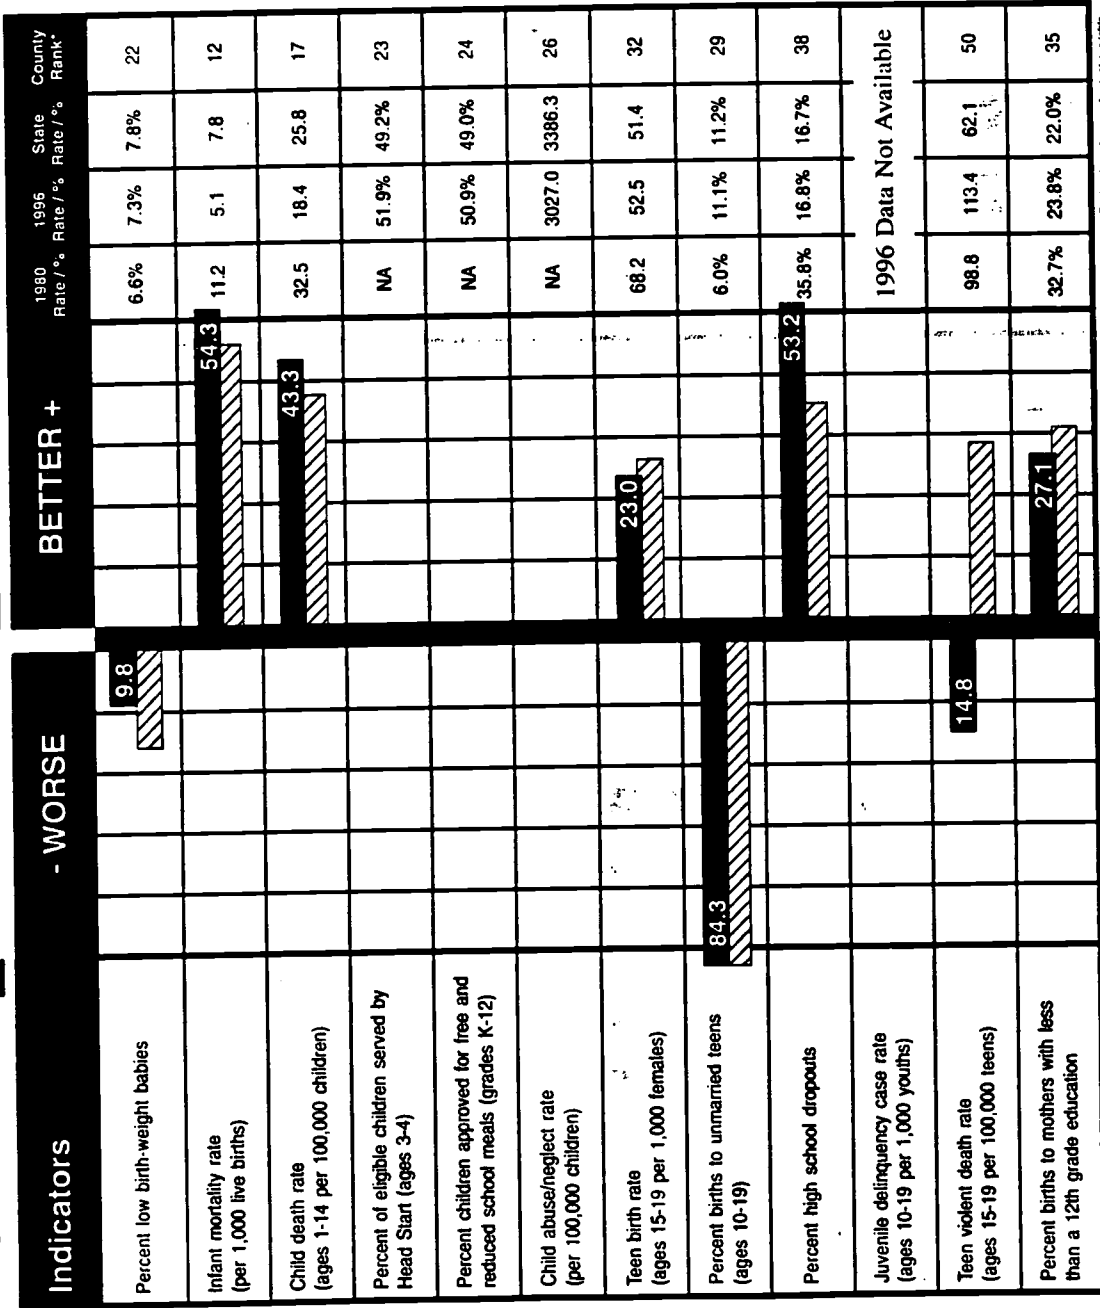 Indicators
- WORSE
BETTER +
1980
Rate / %
1996
Rate / %
State
Rate / %
County
Rank*
Percent low birth-weight babies
9.8
6.6%
7.3%
7.8%
22
Infant mortality rate
(per 1,000 live births)
54.3
11.2
5.1
7.8
12
Child death rate
(ages 1-14 per 100,000 children)
43.3
32.5
18.4
25.8
17
Percent of eligible children served by
Head Start (ages 3-4)
NA
51.9%
49.2%
23
Percent children approved for free and
reduced school meals (grades K-12)
NA
50.9%
49.0%
24
Child abuse/neglect rate
(per 100,000 children)
NA
3027.0
3386.3
26
Teen birth rate
(ages 15-19 per 1,000 females)
23.0
68.2
52.5
51.4
32
Percent births to unmarried teens
(ages 10-19)
84.3
6.0%
11.1%
11.2%
29
Percent high school dropouts
53.2
35.8%
16.8%
16.7%
38
Juvenile delinquency case rate
(ages 10-19 per 1,000 youths)
1996 Data Not Available
Teen violent death rate
(ages 15-19 per 100,000 teens)
14.8
98.8
113.4
62.1
50
Percent births to mothers with less
than a 12th grade education
27.1
32.7%
23.8%
22.0%
35